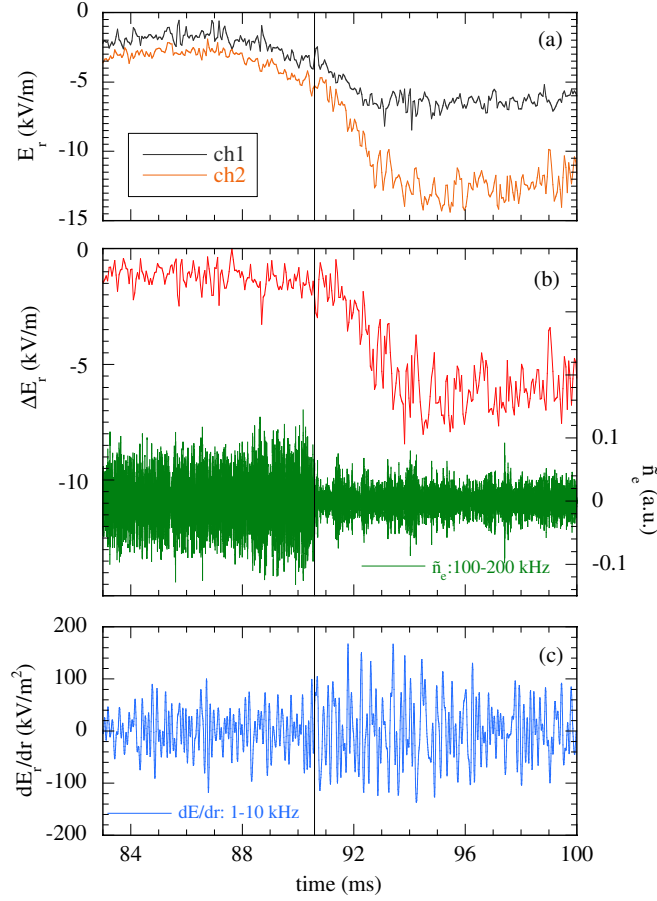 0
(a)
-5
E_r (kV/m)
-10
ch1
ch2
-15
0
(b)
ΔE_r (kV/m)
-5
0.1
-10
0
ñ_e (a.u.)
-0.1
ñ_e:100-200 kHz
200
(c)
100
dE_r/dr (kV/m²)
0
-100
dE/dr: 1-10 kHz
-200
84 88 92 96 100
time (ms)